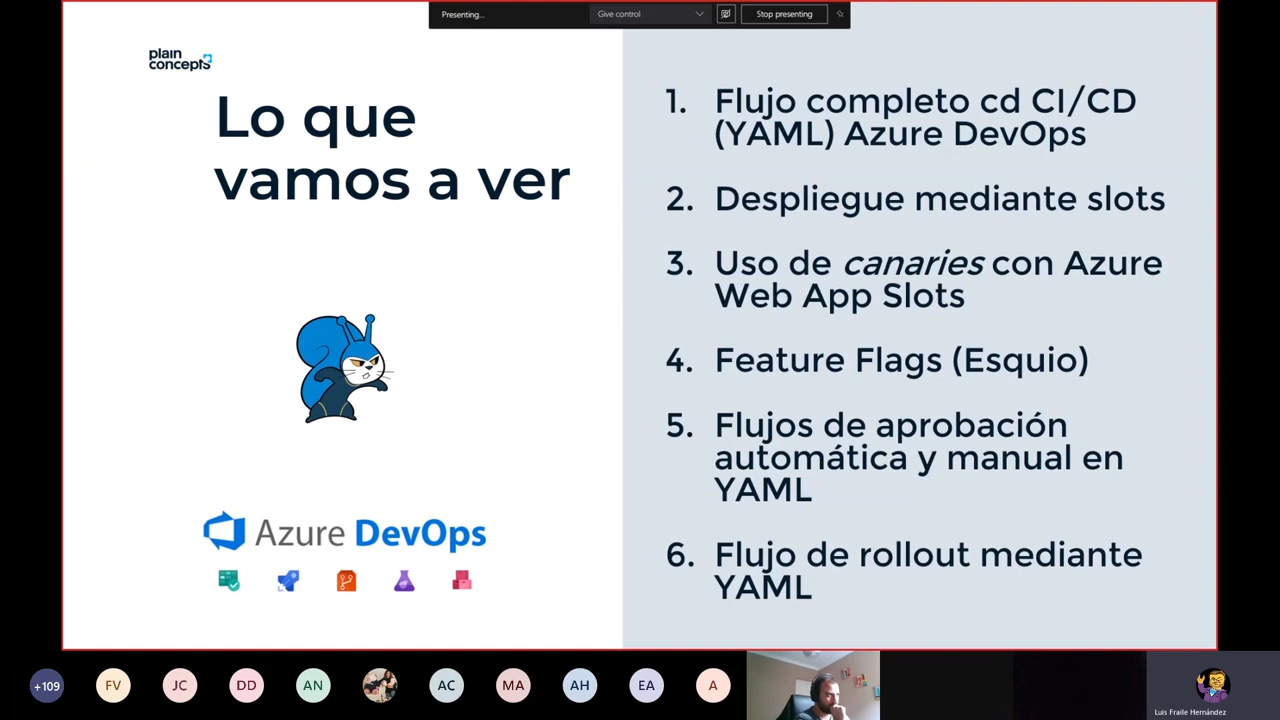 Presenting...
Give control
Stop presenting
plain
concepts
Lo que
vamos a ver
Azure DevOps
1. Flujo completo cd CI/CD
(YAML) Azure DevOps
2. Despliegue mediante slots
3. Uso de canaries con Azure
Web App Slots
4. Feature Flags (Esquio)
5. Flujos de aprobación
automática y manual en
YAML
6. Flujo de rollout mediante
YAML
+109
FV
JC
DD
AN
AC
MA
AH
EA
A
Luis Fraile Hernández